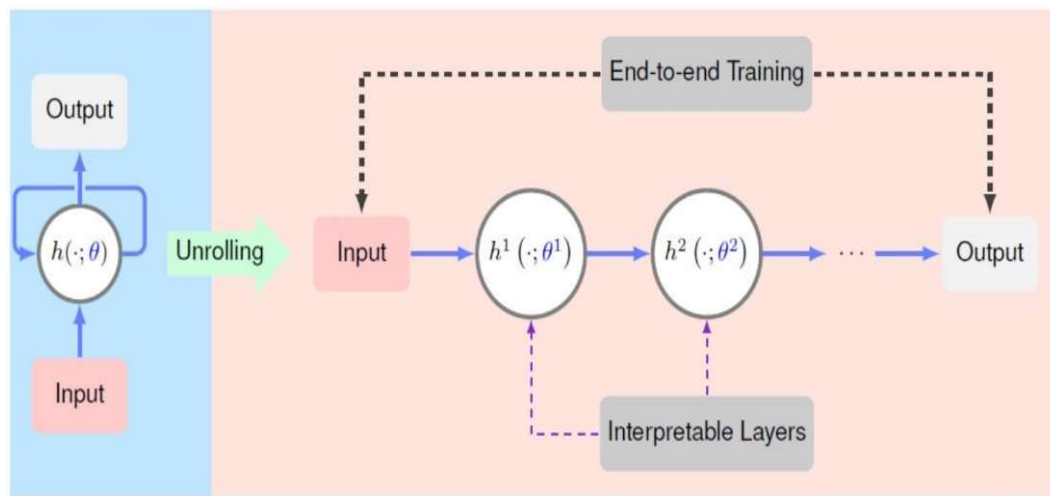 Output
h(·;θ)
Input
Unrolling
End-to-end Training
Input
h¹ (·;θ¹)
h² (·;θ²)
···
Output
Interpretable Layers